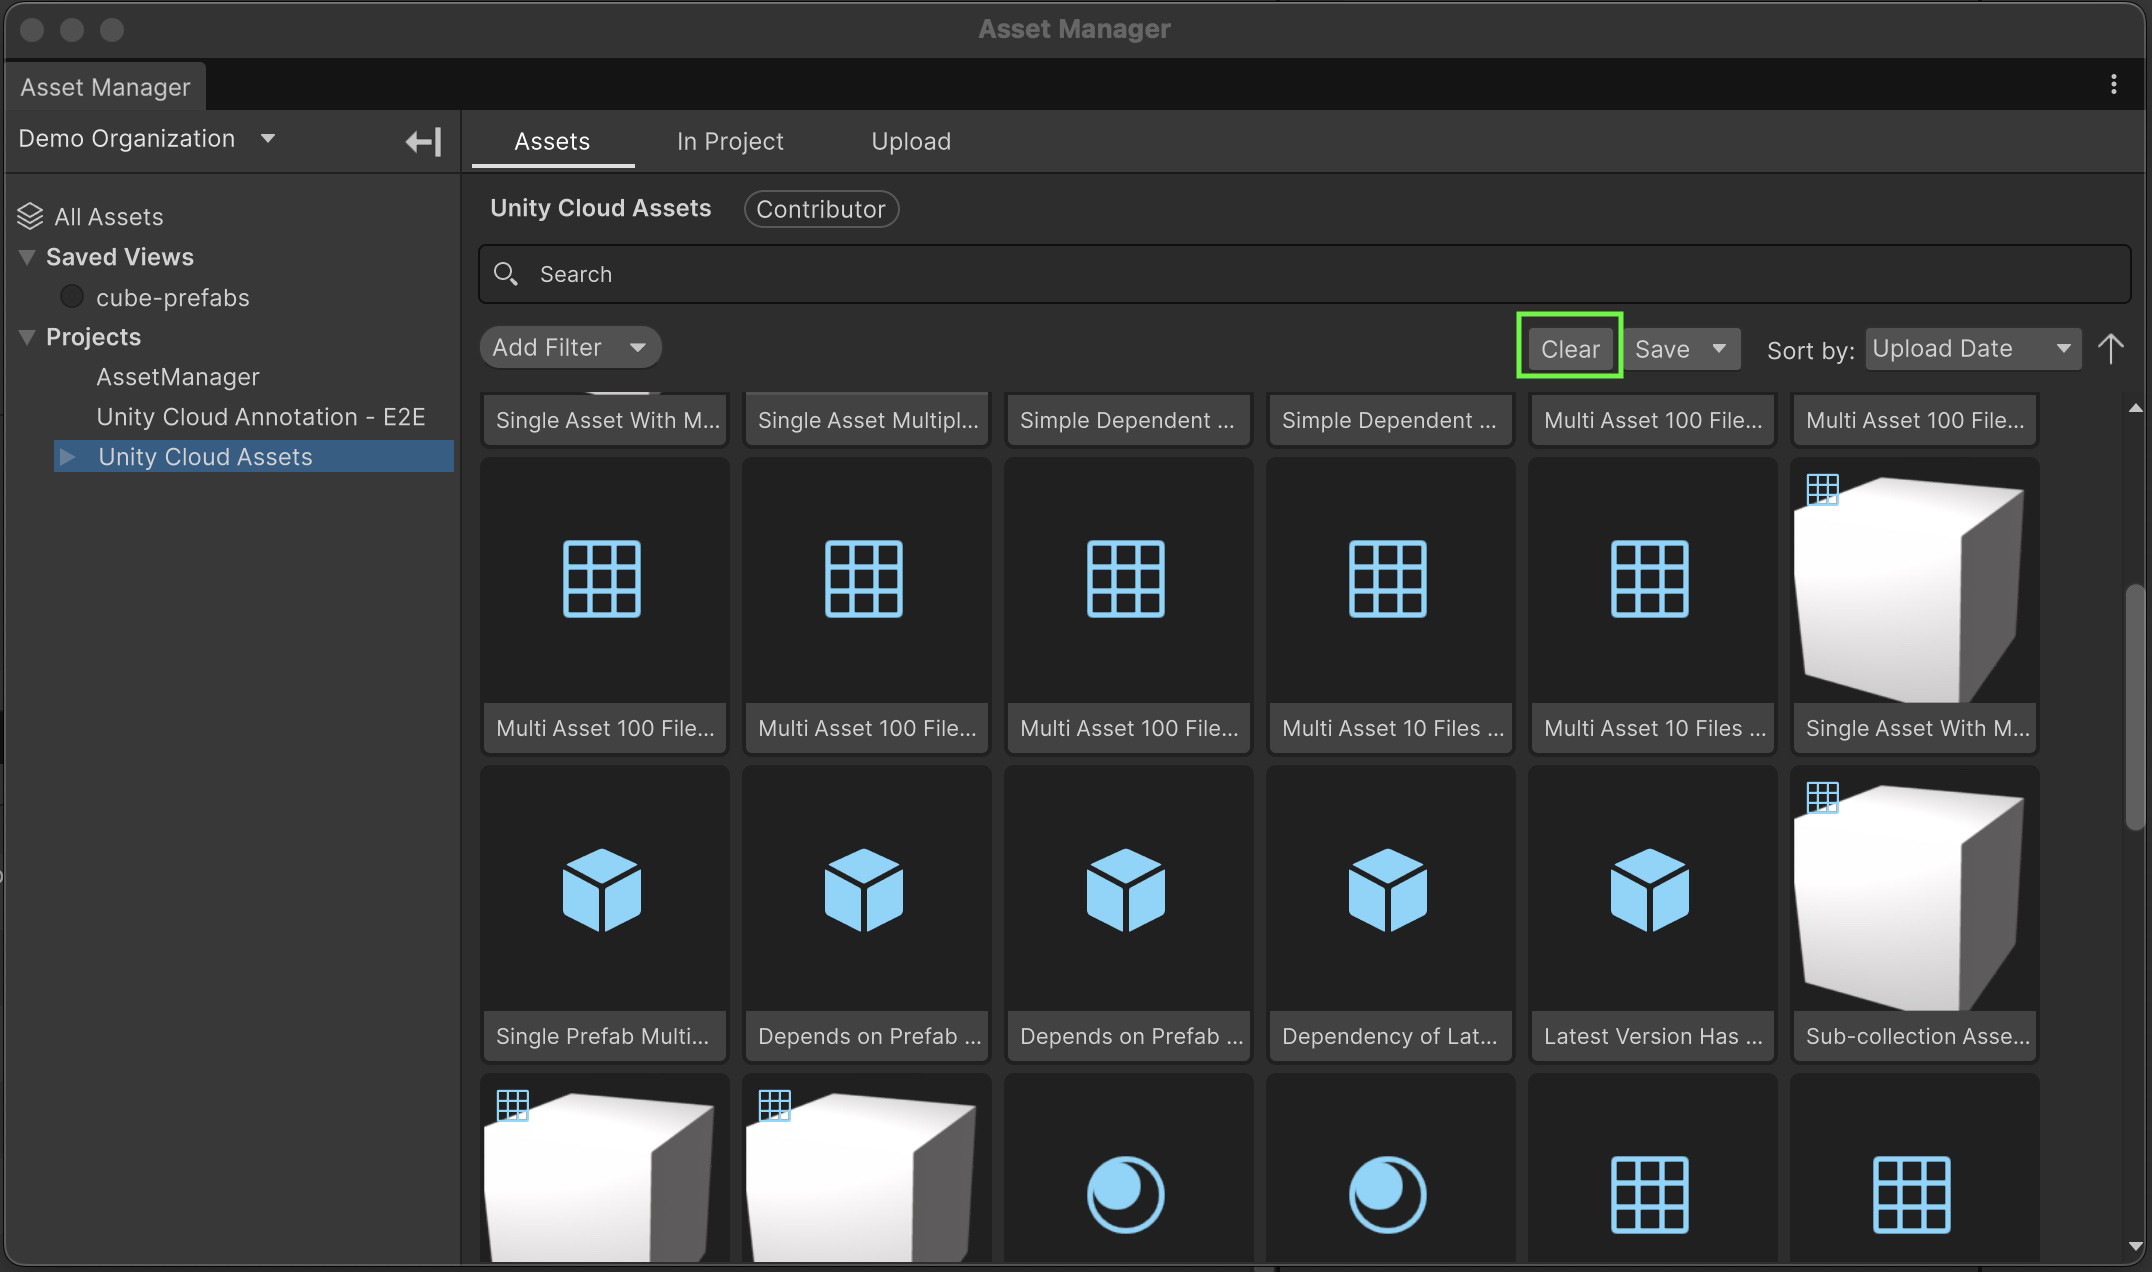 Asset Manager
Asset Manager
Demo Organization
Assets In Project Upload
All Assets
Saved Views
cube-prefabs
Projects
AssetManager
Unity Cloud Annotation - E2E
Unity Cloud Assets
Unity Cloud Assets Contributor
Search
Add Filter Clear Save Sort by: Upload Date
Single Asset With M... Single Asset Multipl... Simple Dependent ... Simple Dependent ... Multi Asset 100 File... Multi Asset 100 File...
Multi Asset 100 File... Multi Asset 100 File... Multi Asset 100 File... Multi Asset 10 Files ... Multi Asset 10 Files ... Single Asset With M...
Single Prefab Multi... Depends on Prefab ... Depends on Prefab ... Dependency of Lat... Latest Version Has ... Sub-collection Asse...